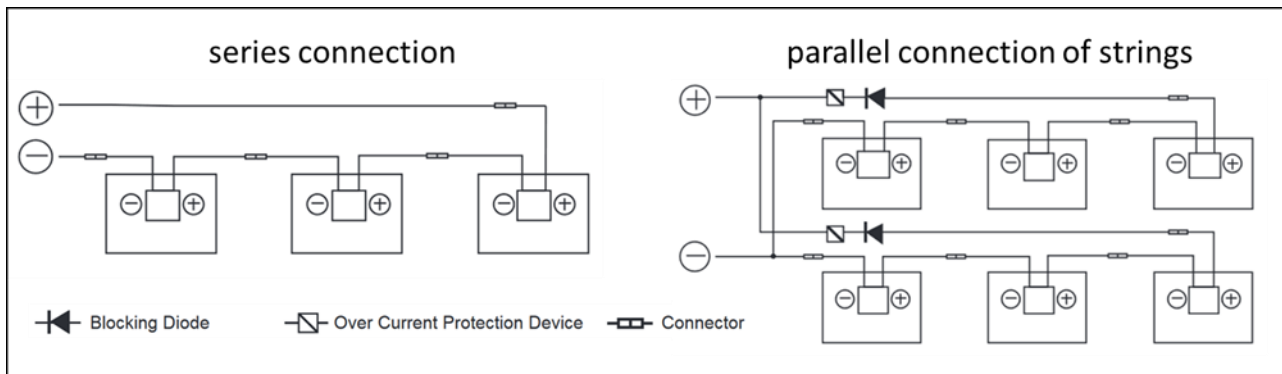 series connection
parallel connection of strings
+
−
− +
− +
− +
+
−
− +
− +
− +
− +
− +
− +
Blocking Diode
Over Current Protection Device
Connector